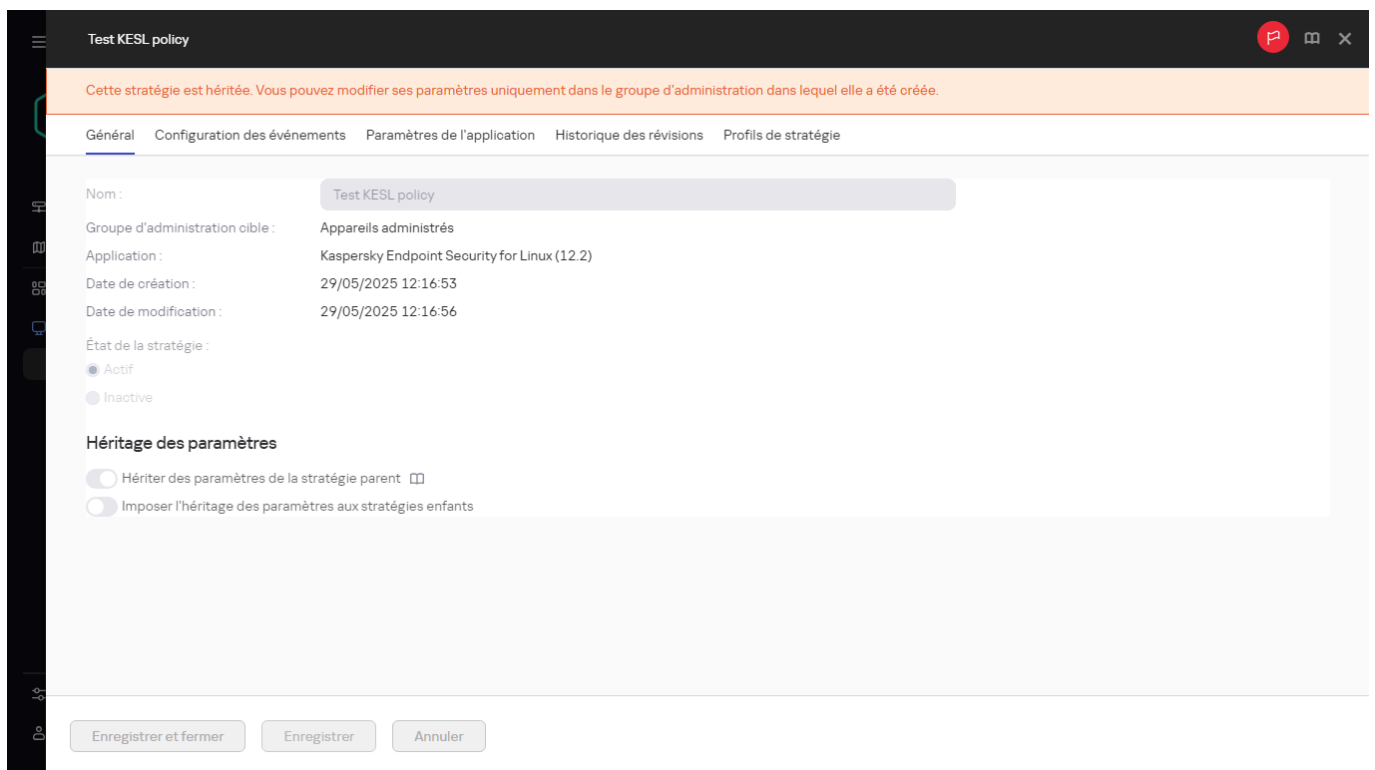 Test KESL policy
Cette stratégie est héritée. Vous pouvez modifier ses paramètres uniquement dans le groupe d'administration dans lequel elle a été créée.
Général Configuration des événements Paramètres de l'application Historique des révisions Profils de stratégie
Nom : Test KESL policy
Groupe d'administration cible : Appareils administrés
Application : Kaspersky Endpoint Security for Linux (12.2)
Date de création : 29/05/2025 12:16:53
Date de modification : 29/05/2025 12:16:56
État de la stratégie :
Actif
Inactive
Héritage des paramètres
Hériter des paramètres de la stratégie parent
Imposer l'héritage des paramètres aux stratégies enfants
Enregistrer et fermer Enregistrer Annuler